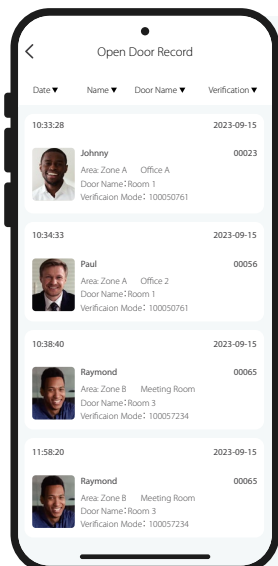 Open Door Record
Date ▼ Name ▼ Door Name ▼ Verification ▼
10:33:28 2023-09-15
Johnny 00023
Area: Zone A Office A
Door Name:Room 1
Verificaion Mode: 100050761
10:34:33 2023-09-15
Paul 00056
Area: Zone A Office 2
Door Name:Room 1
Verificaion Mode: 100050761
10:38:40 2023-09-15
Raymond 00065
Area: Zone B Meeting Room
Door Name:Room 3
Verificaion Mode: 100057234
11:58:20 2023-09-15
Raymond 00065
Area: Zone B Meeting Room
Door Name:Room 3
Verificaion Mode: 100057234